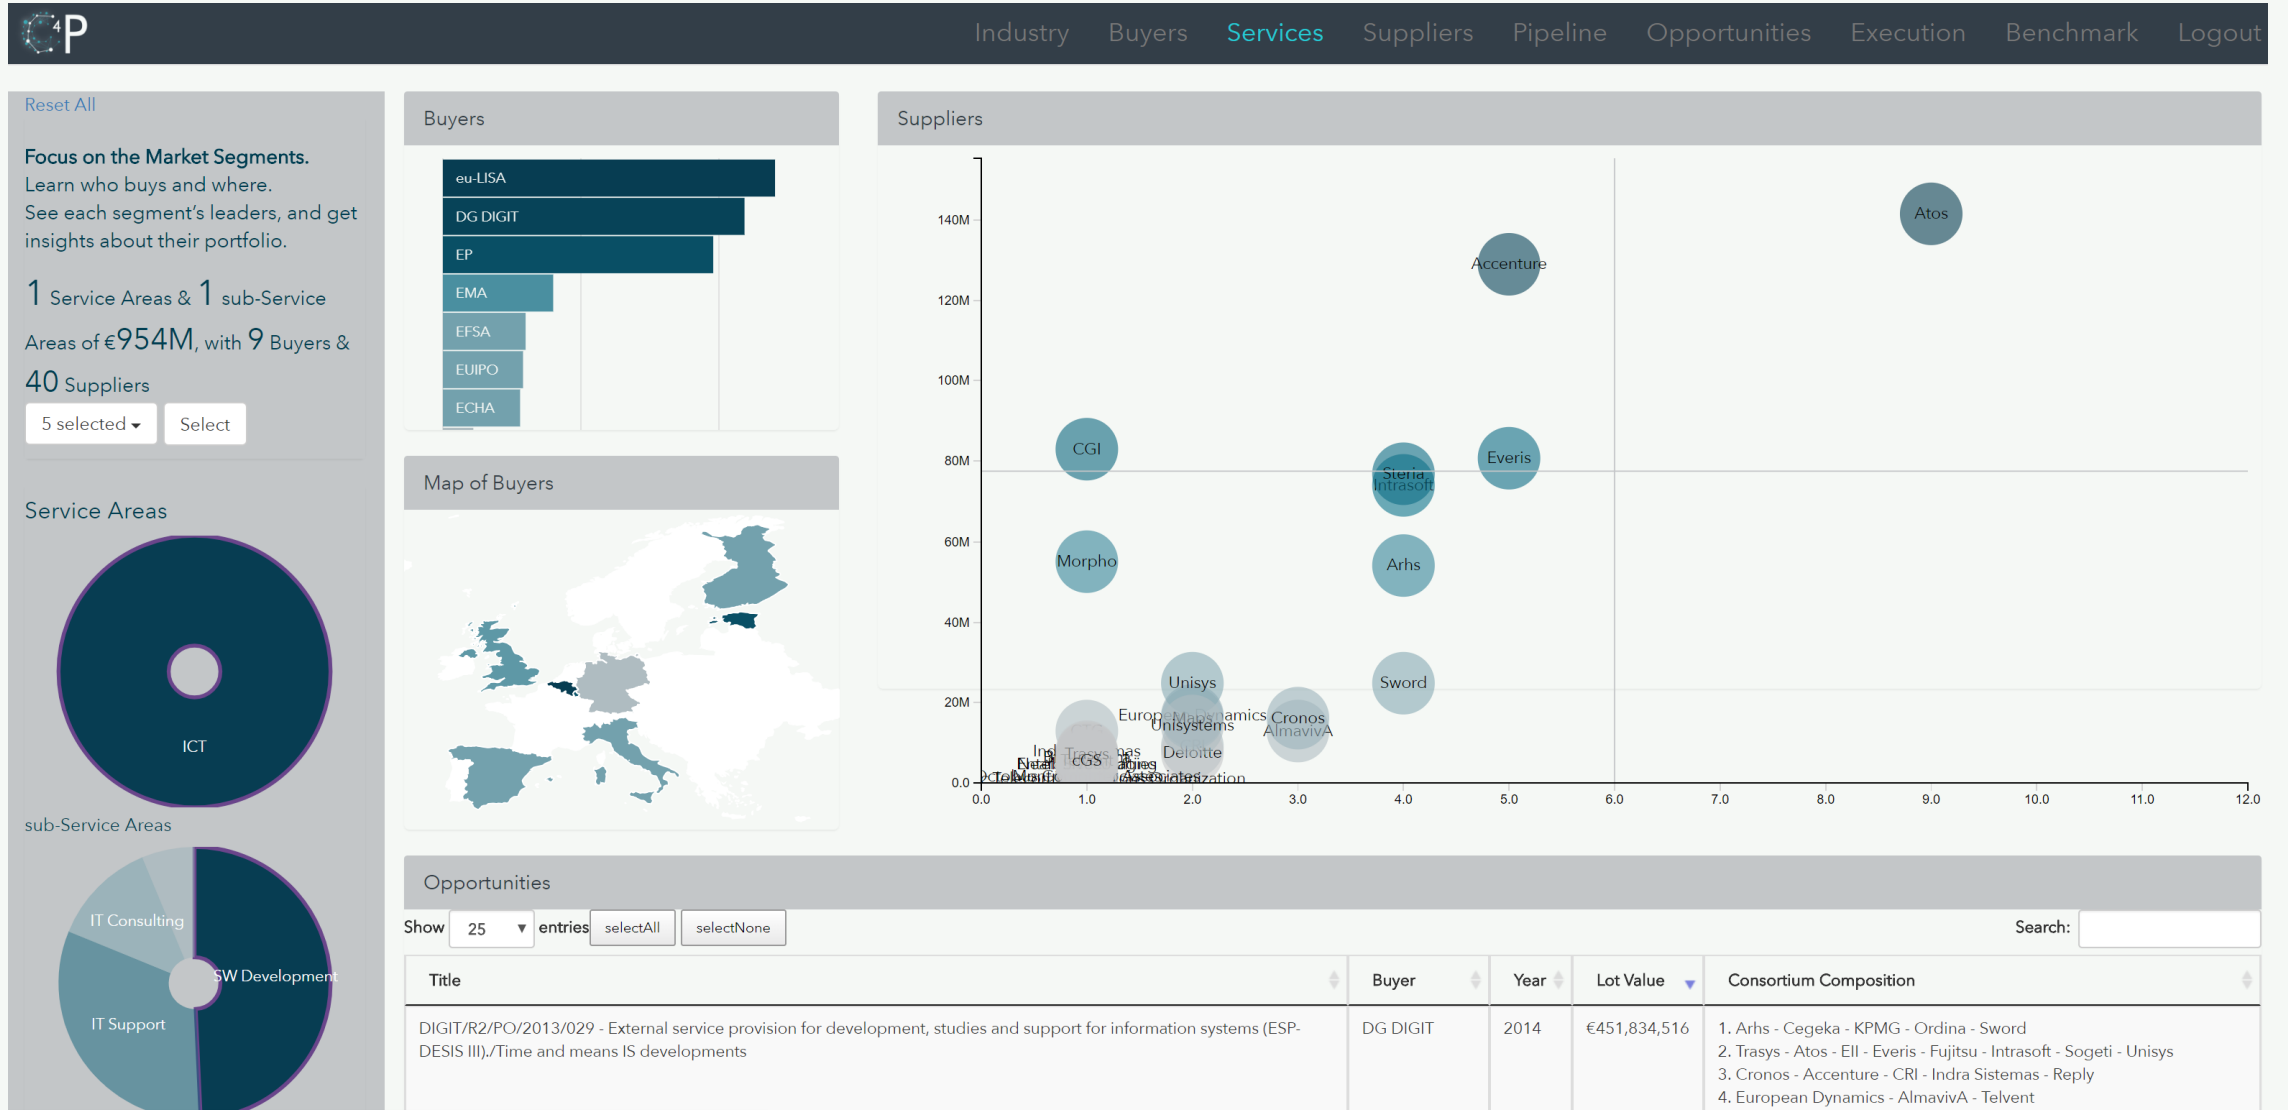 C4P
Industry Buyers Services Suppliers Pipeline Opportunities Execution Benchmark Logout
Reset All
Focus on the Market Segments.
Learn who buys and where.
See each segment's leaders, and get
insights about their portfolio.
1 Service Areas & 1 sub-Service
Areas of €954M, with 9 Buyers &
40 Suppliers
5 selected Select
Service Areas
ICT
sub-Service Areas
IT Consulting
SW Development
IT Support
Buyers
eu-LISA
DG DIGIT
EP
EMA
EFSA
EUIPO
ECHA
Map of Buyers
Suppliers
140M
120M
100M
80M
60M
40M
20M
0.0
0.0 1.0 2.0 3.0 4.0 5.0 6.0 7.0 8.0 9.0 10.0 11.0 12.0
Atos
Accenture
CGI
Everis
Steria
Intrasoft
Morpho
Arhs
Unisys
Sword
Dynamics
Cronos
Unisystems
AlmavivA
Deloitte
Trasys
cGS
Opportunities
Show 25 entries selectAll selectNone
Search:
Title Buyer Year Lot Value Consortium Composition
DIGIT/R2/PO/2013/029 - External service provision for development, studies and support for information systems (ESP-
DESIS III)./Time and means IS developments
DG DIGIT 2014 €451,834,516
1. Arhs - Cegeka - KPMG - Ordina - Sword
2. Trasys - Atos - Ell - Everis - Fujitsu - Intrasoft - Sogeti - Unisys
3. Cronos - Accenture - CRI - Indra Sistemas - Reply
4. European Dynamics - AlmavivA - Telvent